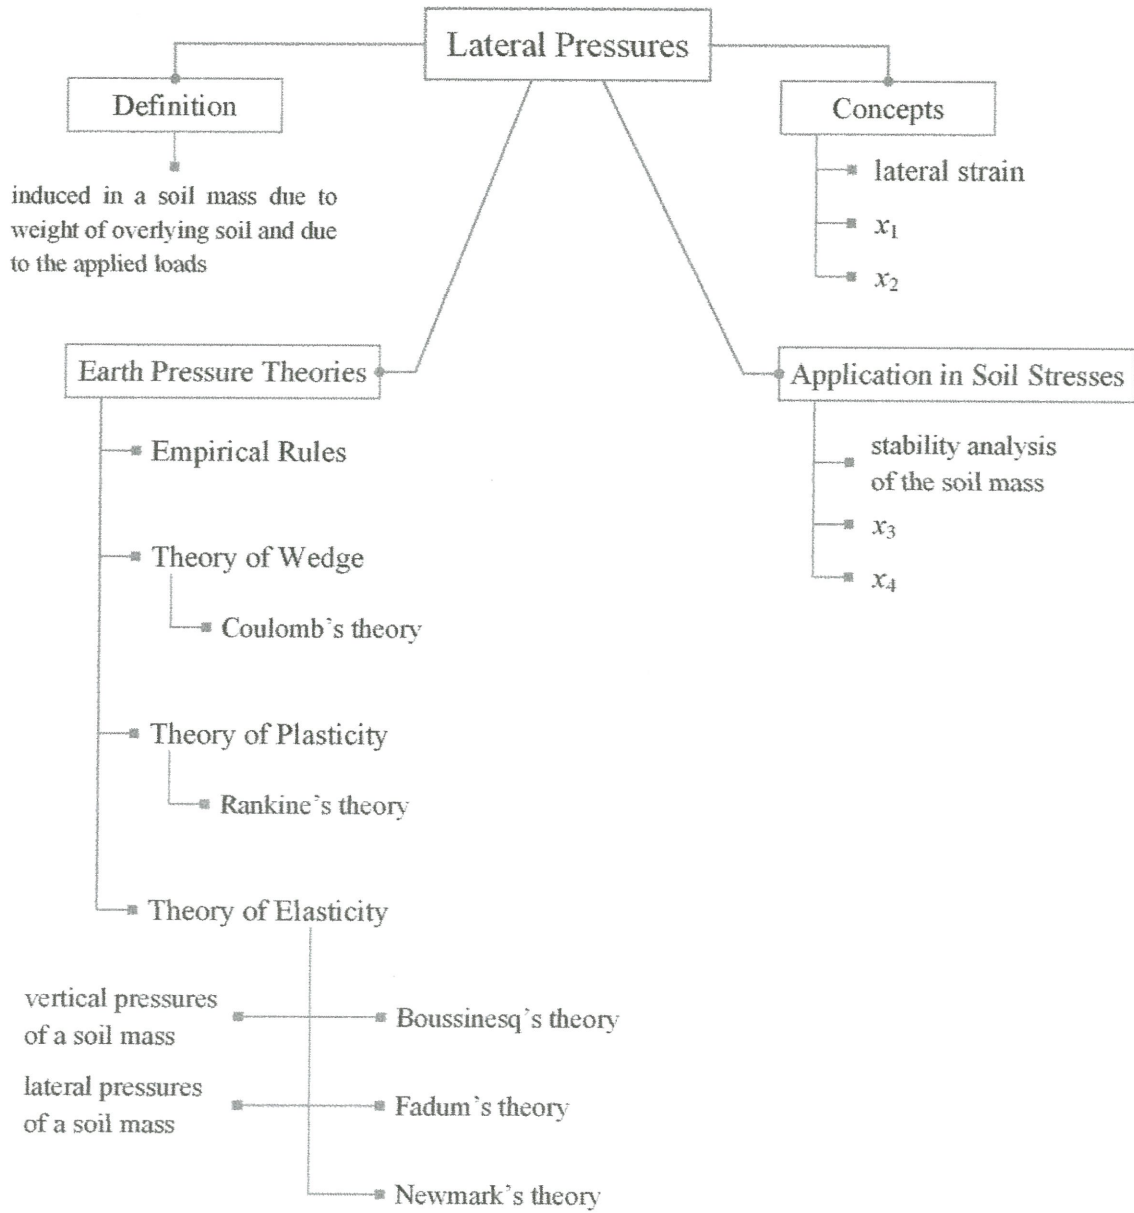 Lateral Pressures
Definition
induced in a soil mass due to
weight of overlying soil and due
to the applied loads
Concepts
lateral strain
x₁
x₂
Earth Pressure Theories
Empirical Rules
Theory of Wedge
Coulomb's theory
Theory of Plasticity
Rankine's theory
Theory of Elasticity
vertical pressures
of a soil mass
Boussinesq's theory
lateral pressures
of a soil mass
Fadum's theory
Newmark's theory
Application in Soil Stresses
stability analysis
of the soil mass
x₃
x₄